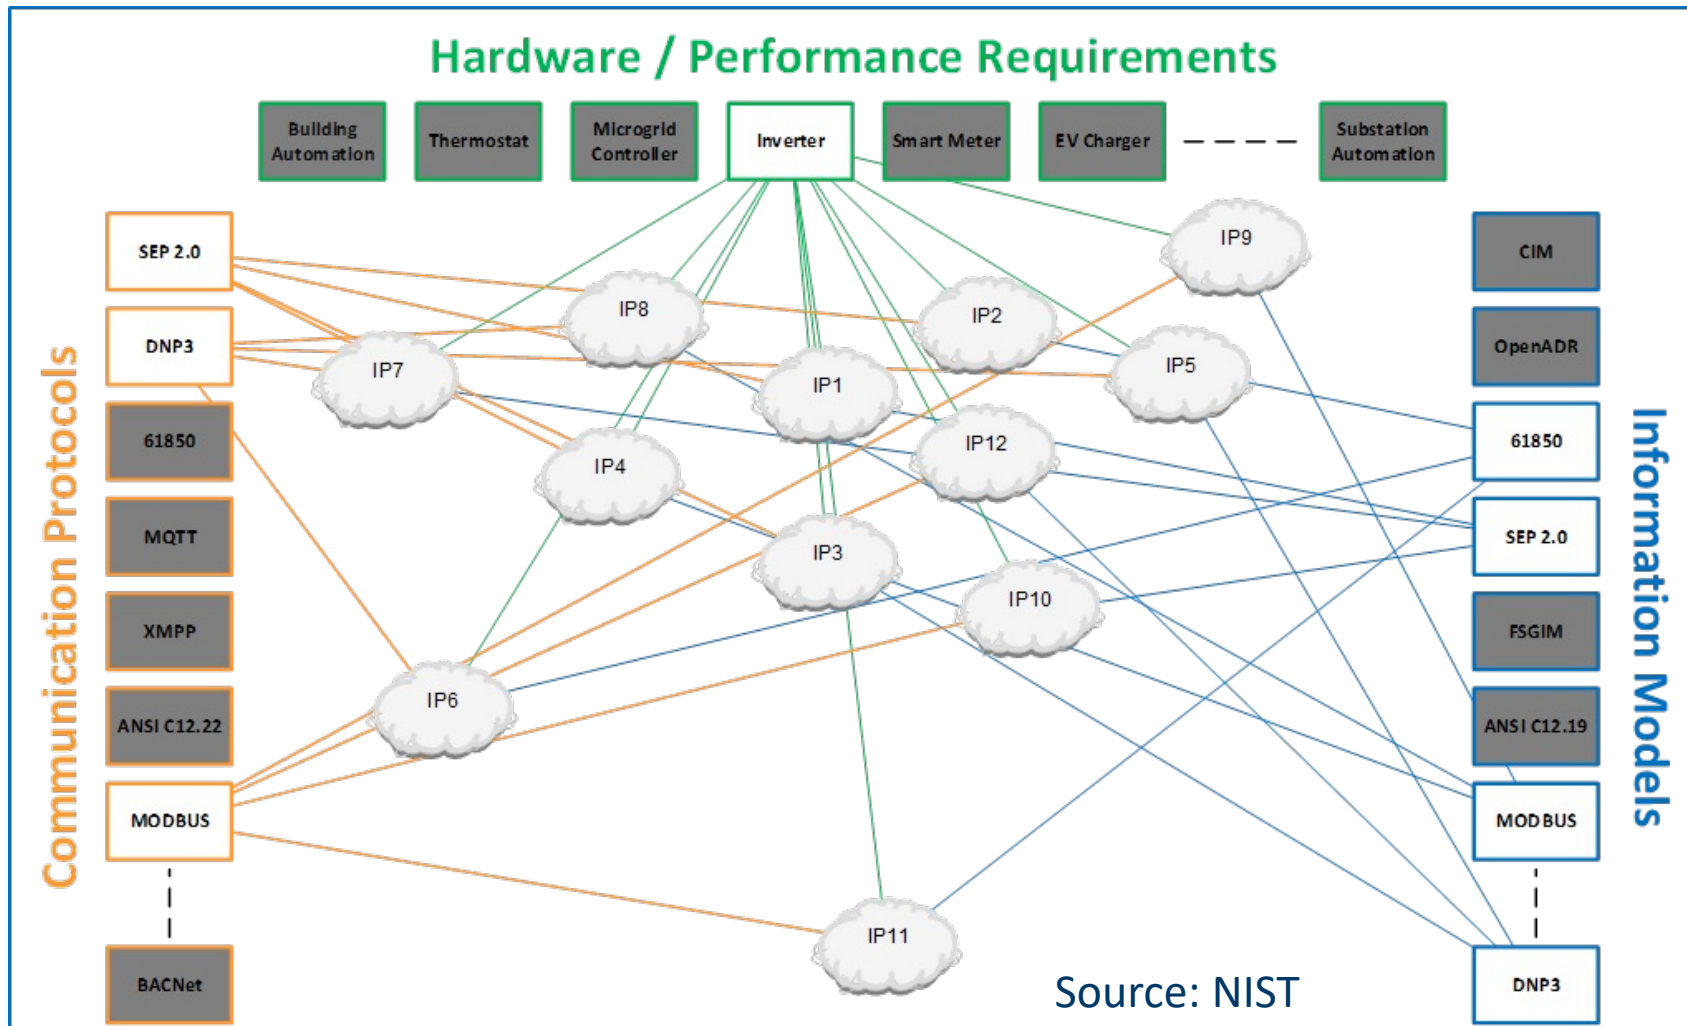 Hardware / Performance Requirements
Building
Automation
Thermostat
Microgrid
Controller
Inverter
Smart Meter
EV Charger
Substation
Automation
Communication Protocols
SEP 2.0
DNP3
61850
MQTT
XMPP
ANSI C12.22
MODBUS
BACNet
IP9
IP8
IP2
IP7
IP1
IP5
IP4
IP12
IP3
IP10
IP6
IP11
Information Models
CIM
OpenADR
61850
SEP 2.0
FSGIM
ANSI C12.19
MODBUS
DNP3
Source: NIST